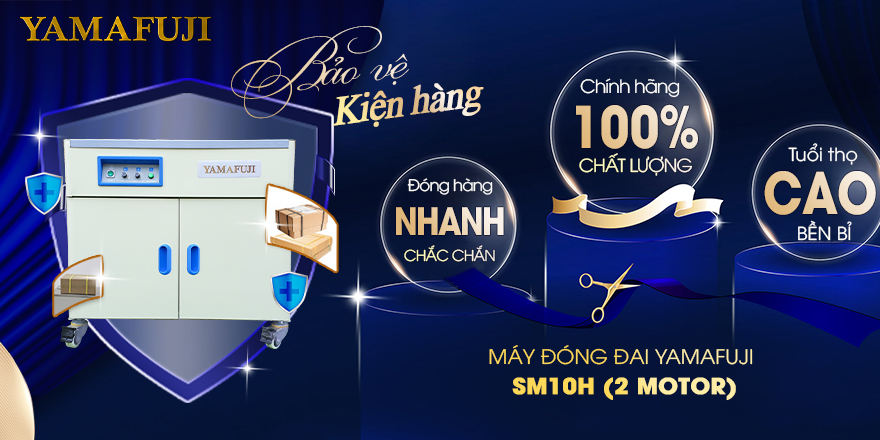 YAMAFUJI
Bảo vệ
Kiện hàng
YAMAFUJI
Đóng hàng
NHANH
CHẮC CHẮN
Chính hãng
100%
CHẤT LƯỢNG
Tuổi thọ
CAO
BỀN BỈ
MÁY ĐÓNG ĐAI YAMAFUJI
SM10H (2 MOTOR)